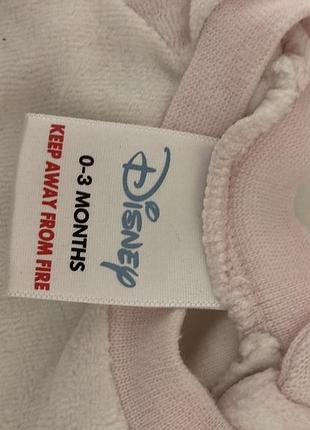 Disney
0-3 MONTHS
KEEP AWAY FROM FIRE